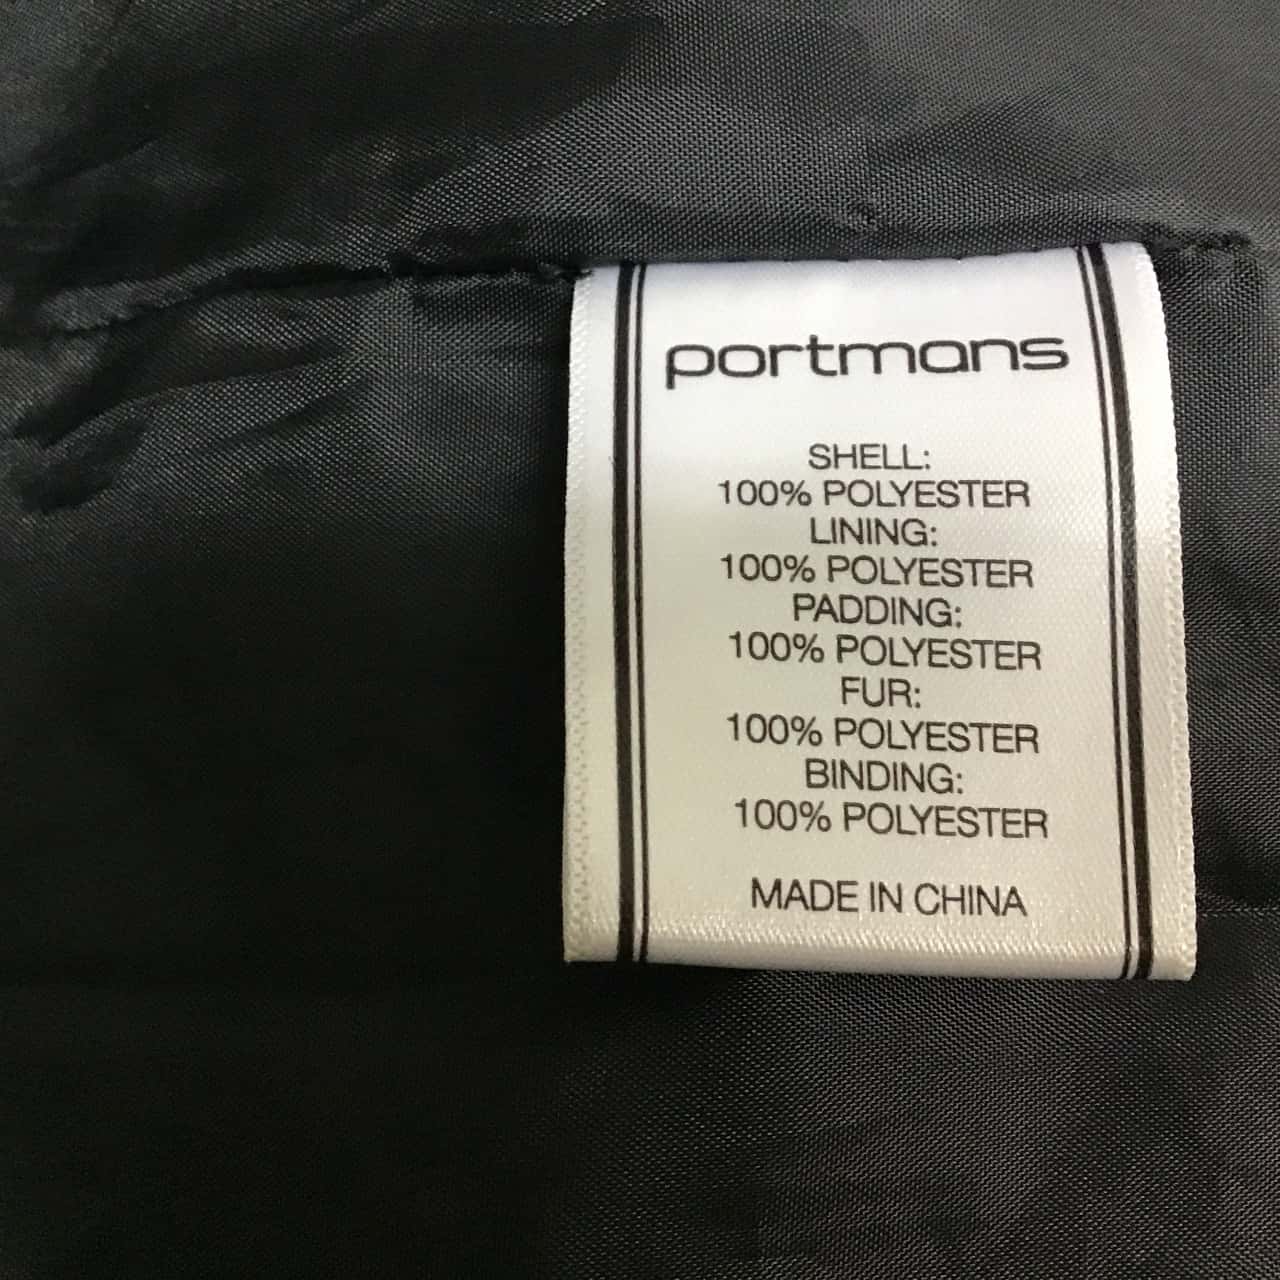 portmans
SHELL:
100% POLYESTER
LINING:
100% POLYESTER
PADDING:
100% POLYESTER
FUR:
100% POLYESTER
BINDING:
100% POLYESTER
MADE IN CHINA